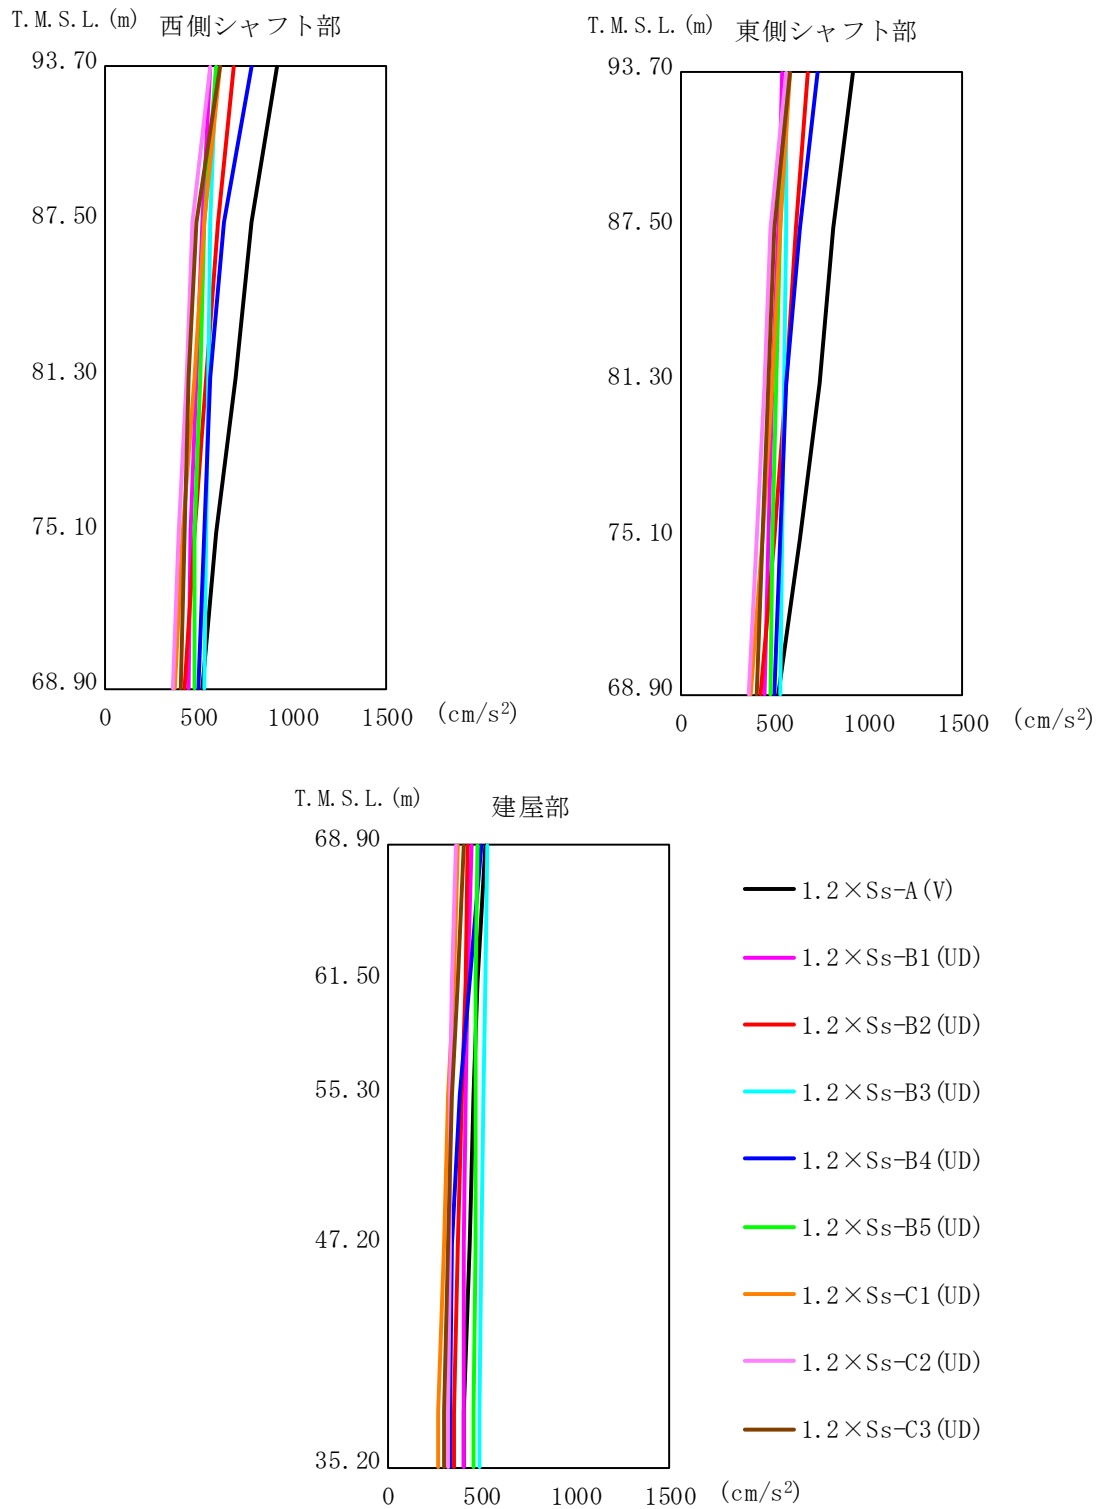 T.M.S.L.(m) 西側シャフト部
93.70
87.50
81.30
75.10
68.90
0 500 1000 1500 (cm/s²)
T.M.S.L.(m) 東側シャフト部
93.70
87.50
81.30
75.10
68.90
0 500 1000 1500 (cm/s²)
T.M.S.L.(m) 建屋部
68.90
61.50
55.30
47.20
35.20
0 500 1000 1500 (cm/s²)
1.2×Ss-A(V)
1.2×Ss-B1(UD)
1.2×Ss-B2(UD)
1.2×Ss-B3(UD)
1.2×Ss-B4(UD)
1.2×Ss-B5(UD)
1.2×Ss-C1(UD)
1.2×Ss-C2(UD)
1.2×Ss-C3(UD)